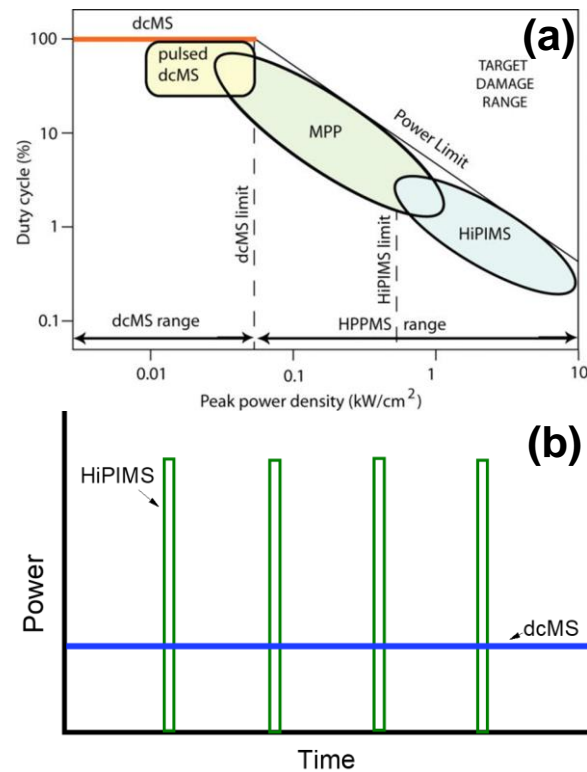 (a)
dcMS
100
pulsed
dcMS
TARGET
DAMAGE
RANGE
Power Limit
MPP
10
Duty cycle (%)
dcMS limit
1
HiPIMS limit
HiPIMS
0.1
dcMS range
HPPMS range
0.01
0.1
1
10
Peak power density (kW/cm²)
(b)
HiPIMS
Power
dcMS
Time